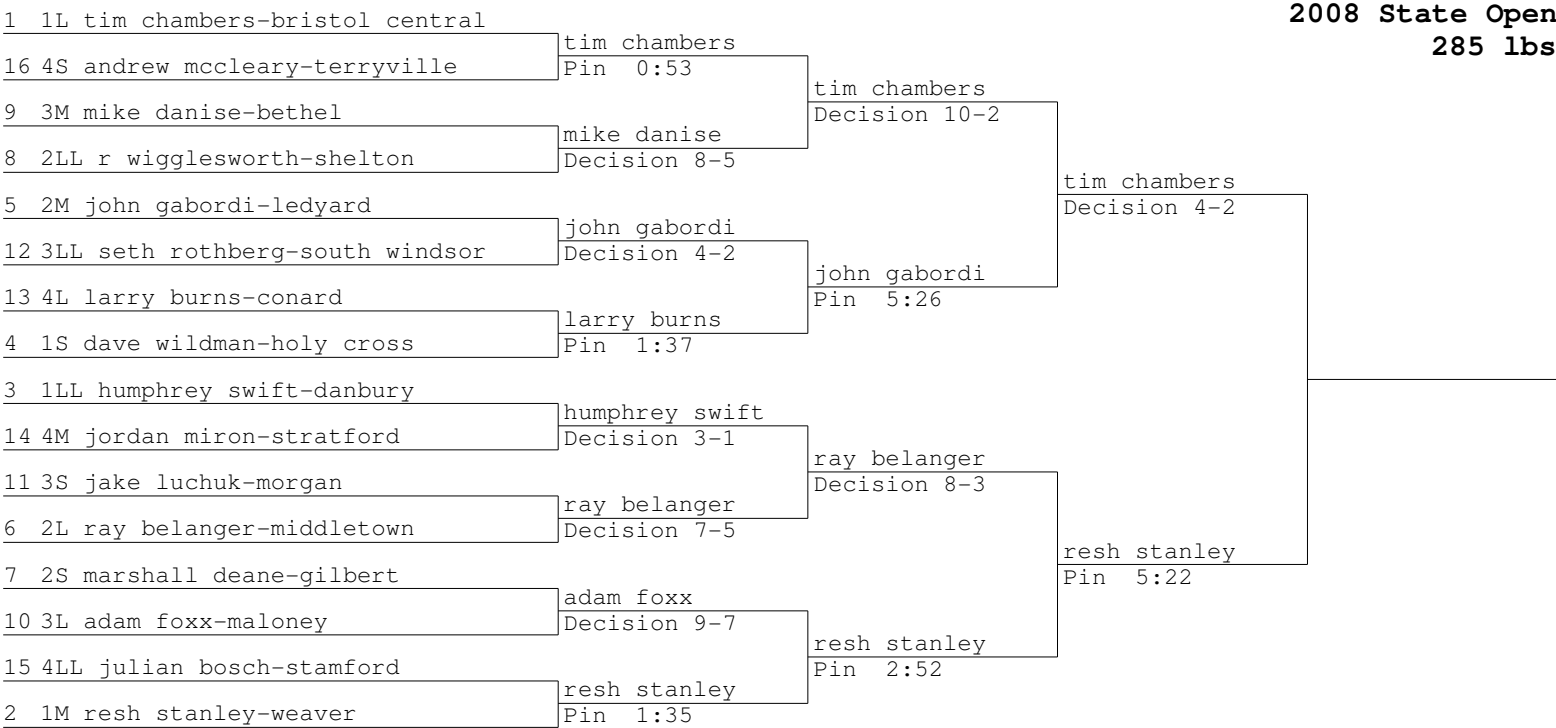 2008 State Open
285 lbs
1 1L tim chambers-bristol central
tim chambers
16 4S andrew mccleary-terryville
Pin 0:53
tim chambers
9 3M mike danise-bethel
Decision 10-2
mike danise
8 2LL r wigglesworth-shelton
Decision 8-5
tim chambers
5 2M john gabordi-ledyard
Decision 4-2
john gabordi
12 3LL seth rothberg-south windsor
Decision 4-2
john gabordi
13 4L larry burns-conard
Pin 5:26
larry burns
4 1S dave wildman-holy cross
Pin 1:37
3 1LL humphrey swift-danbury
humphrey swift
14 4M jordan miron-stratford
Decision 3-1
ray belanger
11 3S jake luchuk-morgan
Decision 8-3
ray belanger
6 2L ray belanger-middletown
Decision 7-5
resh stanley
7 2S marshall deane-gilbert
Pin 5:22
adam foxx
10 3L adam foxx-maloney
Decision 9-7
resh stanley
15 4LL julian bosch-stamford
Pin 2:52
resh stanley
2 1M resh stanley-weaver
Pin 1:35